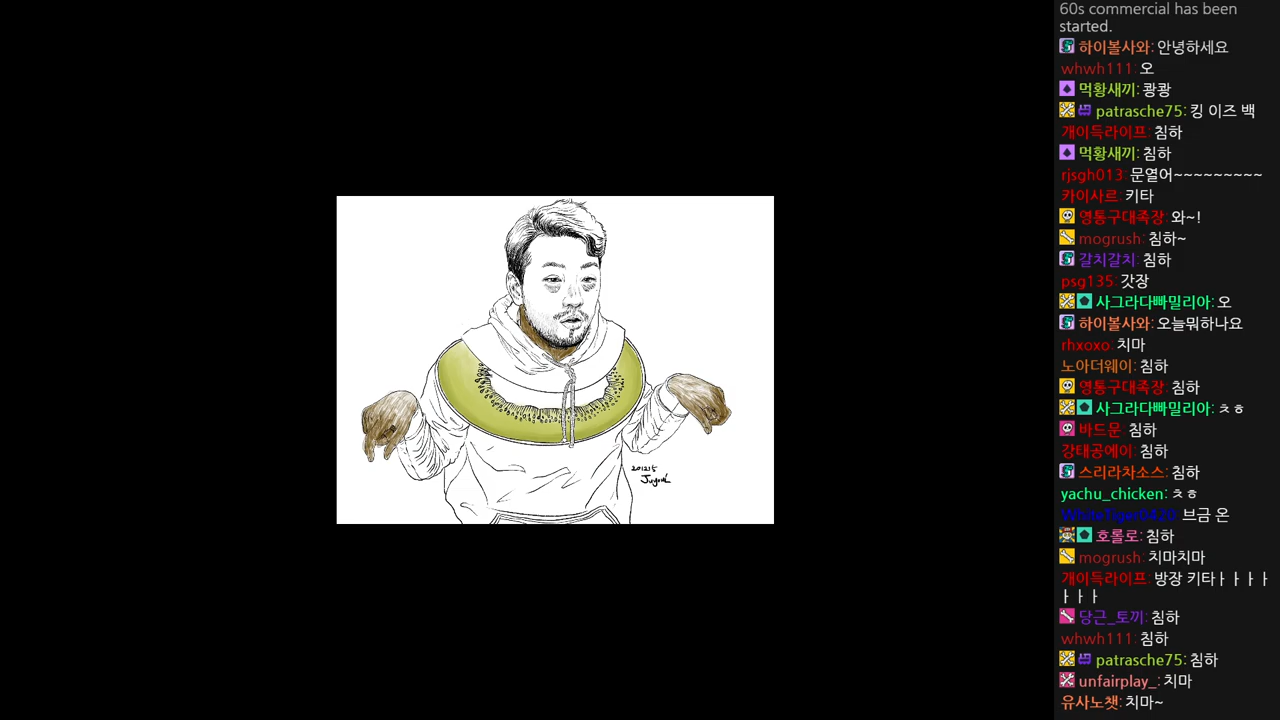 60s commercial has been
started.
하이볼사와: 안녕하세요
whwh111: 오
먹황새끼: 쾅쾅
patrasche75: 킹 이즈 백
개이득라이프: 침하
먹황새끼: 침하
rjsgh013: 문열어~~~~~~~~~
카이사르: 키타
영통구대족장: 와~!
mogrush: 침하~
갈치갈치: 침하
psg135: 갓장
사그라다빠밀리아: 오
하이볼사와: 오늘뭐하나요
rhxoxo: 치마
노아더웨이: 침하
영통구대족장: 침하
사그라다빠밀리아: ㅊㅎ
바드문: 침하
강태공에이: 침하
스리라차소스: 침하
yachu_chicken: ㅊㅎ
WhiteTiger0420: 브금 온
호롤로: 침하
mogrush: 치마치마
개이득라이프: 방장 키타ㅏㅏㅏㅏ
ㅏㅏㅏ
당근_토끼: 침하
whwh111: 침하
patrasche75: 침하
unfairplay_: 치마
유사노챗: 치마~